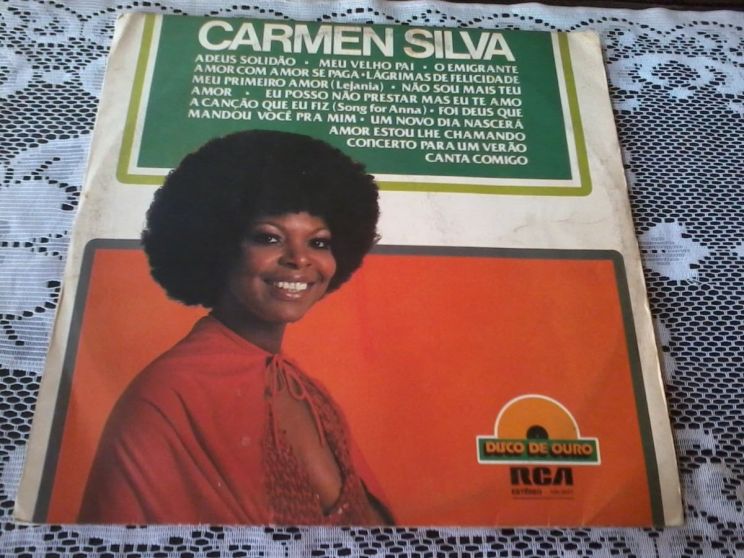 CARMEN SILVA
ADEUS SOLIDÃO • MEU VELHO PAI • O EMIGRANTE
AMOR COM AMOR SE PAGA • LÁGRIMAS DE FELICIDADE
MEU PRIMEIRO AMOR (Lejania) • NÃO SOU MAIS TEU
AMOR • EU POSSO NÃO PRESTAR MAS EU TE AMO
A CANÇÃO QUE EU FIZ (Song for Anna) • FOI DEUS QUE
MANDOU VOCÊ PRA MIM • UM NOVO DIA NASCERÁ
AMOR ESTOU LHE CHAMANDO
CONCERTO PARA UM VERÃO
CANTA COMIGO
DISCO DE OURO
RCA
ESTÉREO